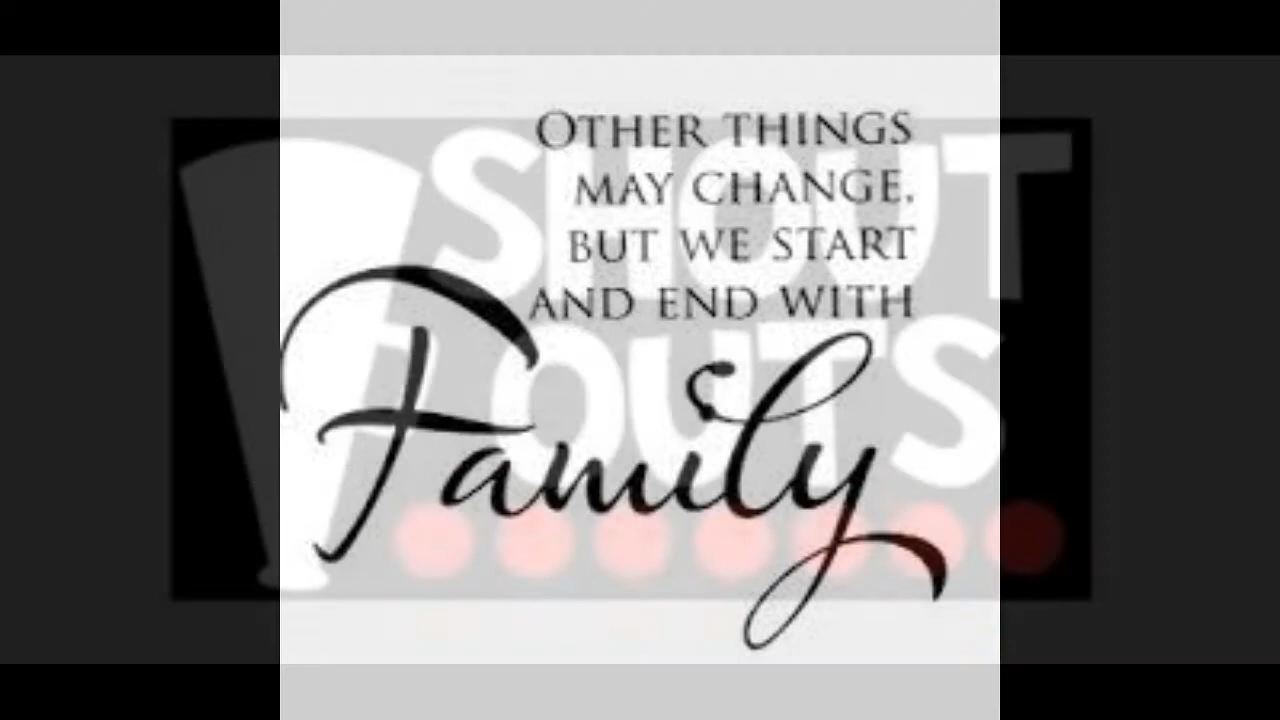 OTHER THINGS
MAY CHANGE,
BUT WE START
AND END WITH
Family
SHOUT
OUTS